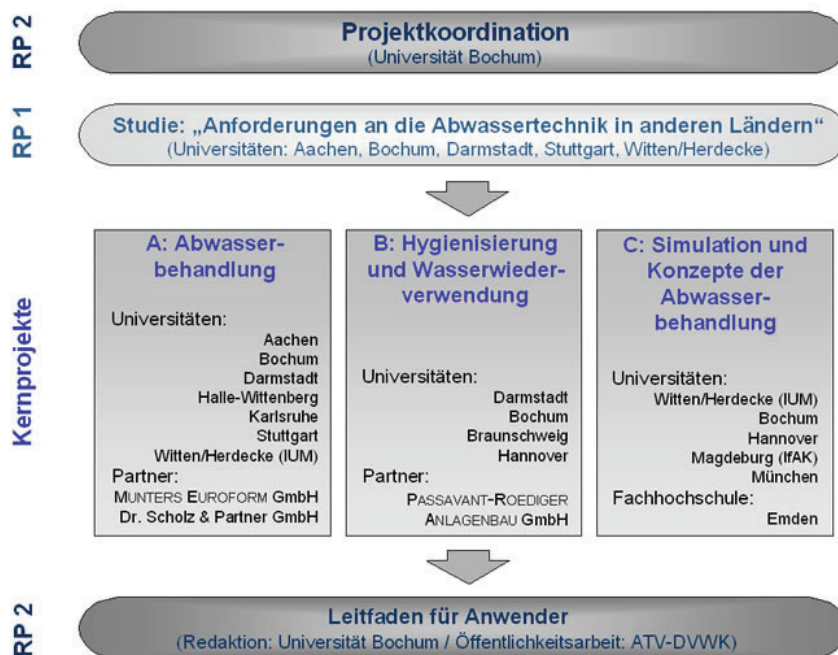 RP 2
Projektkoordination
(Universität Bochum)
RP 1
Studie: „Anforderungen an die Abwassertechnik in anderen Ländern“
(Universitäten: Aachen, Bochum, Darmstadt, Stuttgart, Witten/Herdecke)
Kernprojekte
A: Abwasser-
behandlung
Universitäten:
Aachen
Bochum
Darmstadt
Halle-Wittenberg
Karlsruhe
Stuttgart
Witten/Herdecke (IUM)
Partner:
MUNTERS EUROFORM GmbH
Dr. Scholz & Partner GmbH
B: Hygienisierung
und Wasserwieder-
verwendung
Universitäten:
Darmstadt
Bochum
Braunschweig
Hannover
Partner:
PASSAVANT-ROEDIGER
ANLAGENBAU GmbH
C: Simulation und
Konzepte der
Abwasser-
behandlung
Universitäten:
Witten/Herdecke (IUM)
Bochum
Hannover
Magdeburg (IfAK)
München
Fachhochschule:
Emden
RP 2
Leitfaden für Anwender
(Redaktion: Universität Bochum / Öffentlichkeitsarbeit: ATV-DVWK)